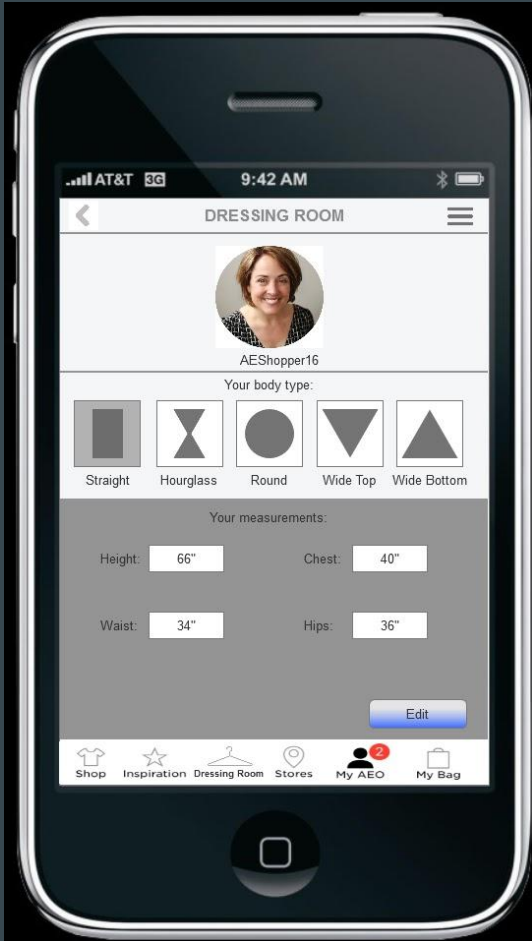 AT&T 3G 9:42 AM
DRESSING ROOM
AEShopper16
Your body type:
Straight Hourglass Round Wide Top Wide Bottom
Your measurements:
Height: 66" Chest: 40"
Waist: 34" Hips: 36"
Edit
2
Shop Inspiration Dressing Room Stores My AEO My Bag